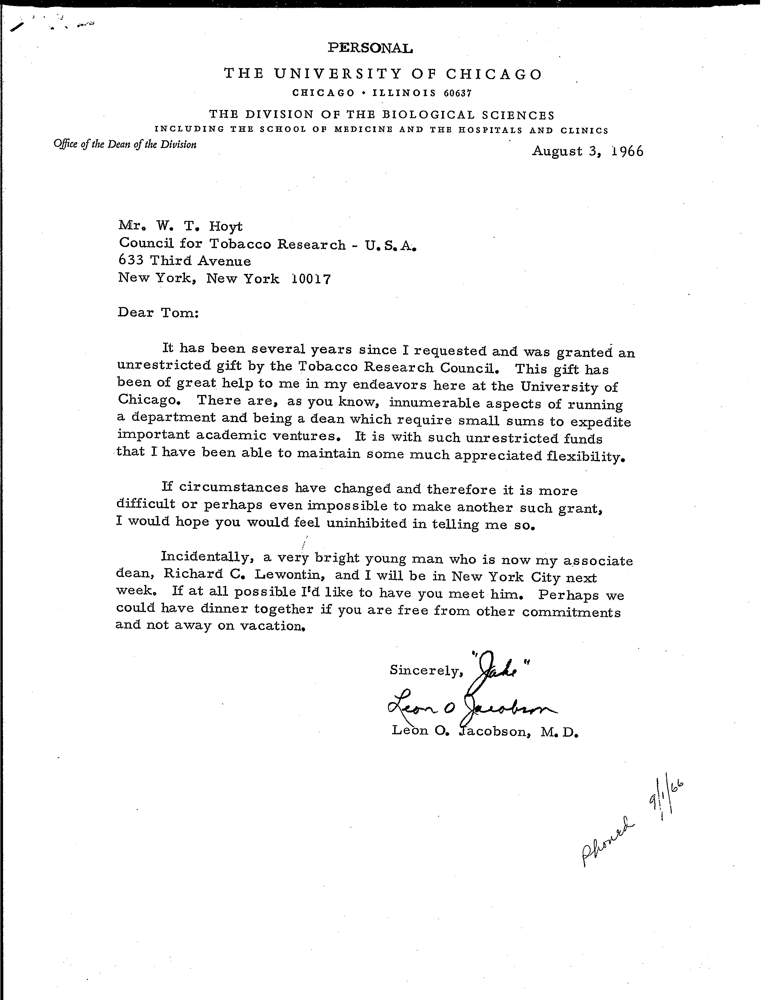 PERSONAL
THE UNIVERSITY OF CHICAGO
CHICAGO • ILLINOIS 60637
THE DIVISION OF THE BIOLOGICAL SCIENCES
INCLUDING THE SCHOOL OF MEDICINE AND THE HOSPITALS AND CLINICS
Office of the Dean of the Division
August 3, 1966
Mr. W. T. Hoyt
Council for Tobacco Research - U.S.A.
633 Third Avenue
New York, New York 10017
Dear Tom:
It has been several years since I requested and was granted an
unrestricted gift by the Tobacco Research Council. This gift has
been of great help to me in my endeavors here at the University of
Chicago. There are, as you know, innumerable aspects of running
a department and being a dean which require small sums to expedite
important academic ventures. It is with such unrestricted funds
that I have been able to maintain some much appreciated flexibility.
If circumstances have changed and therefore it is more
difficult or perhaps even impossible to make another such grant,
I would hope you would feel uninhibited in telling me so.
Incidentally, a very bright young man who is now my associate
dean, Richard C. Lewontin, and I will be in New York City next
week. If at all possible I'd like to have you meet him. Perhaps we
could have dinner together if you are free from other commitments
and not away on vacation.
Sincerely, "Jake"
Leon O Jacobson
Leon O. Jacobson, M.D.
Phoned 9/1/66